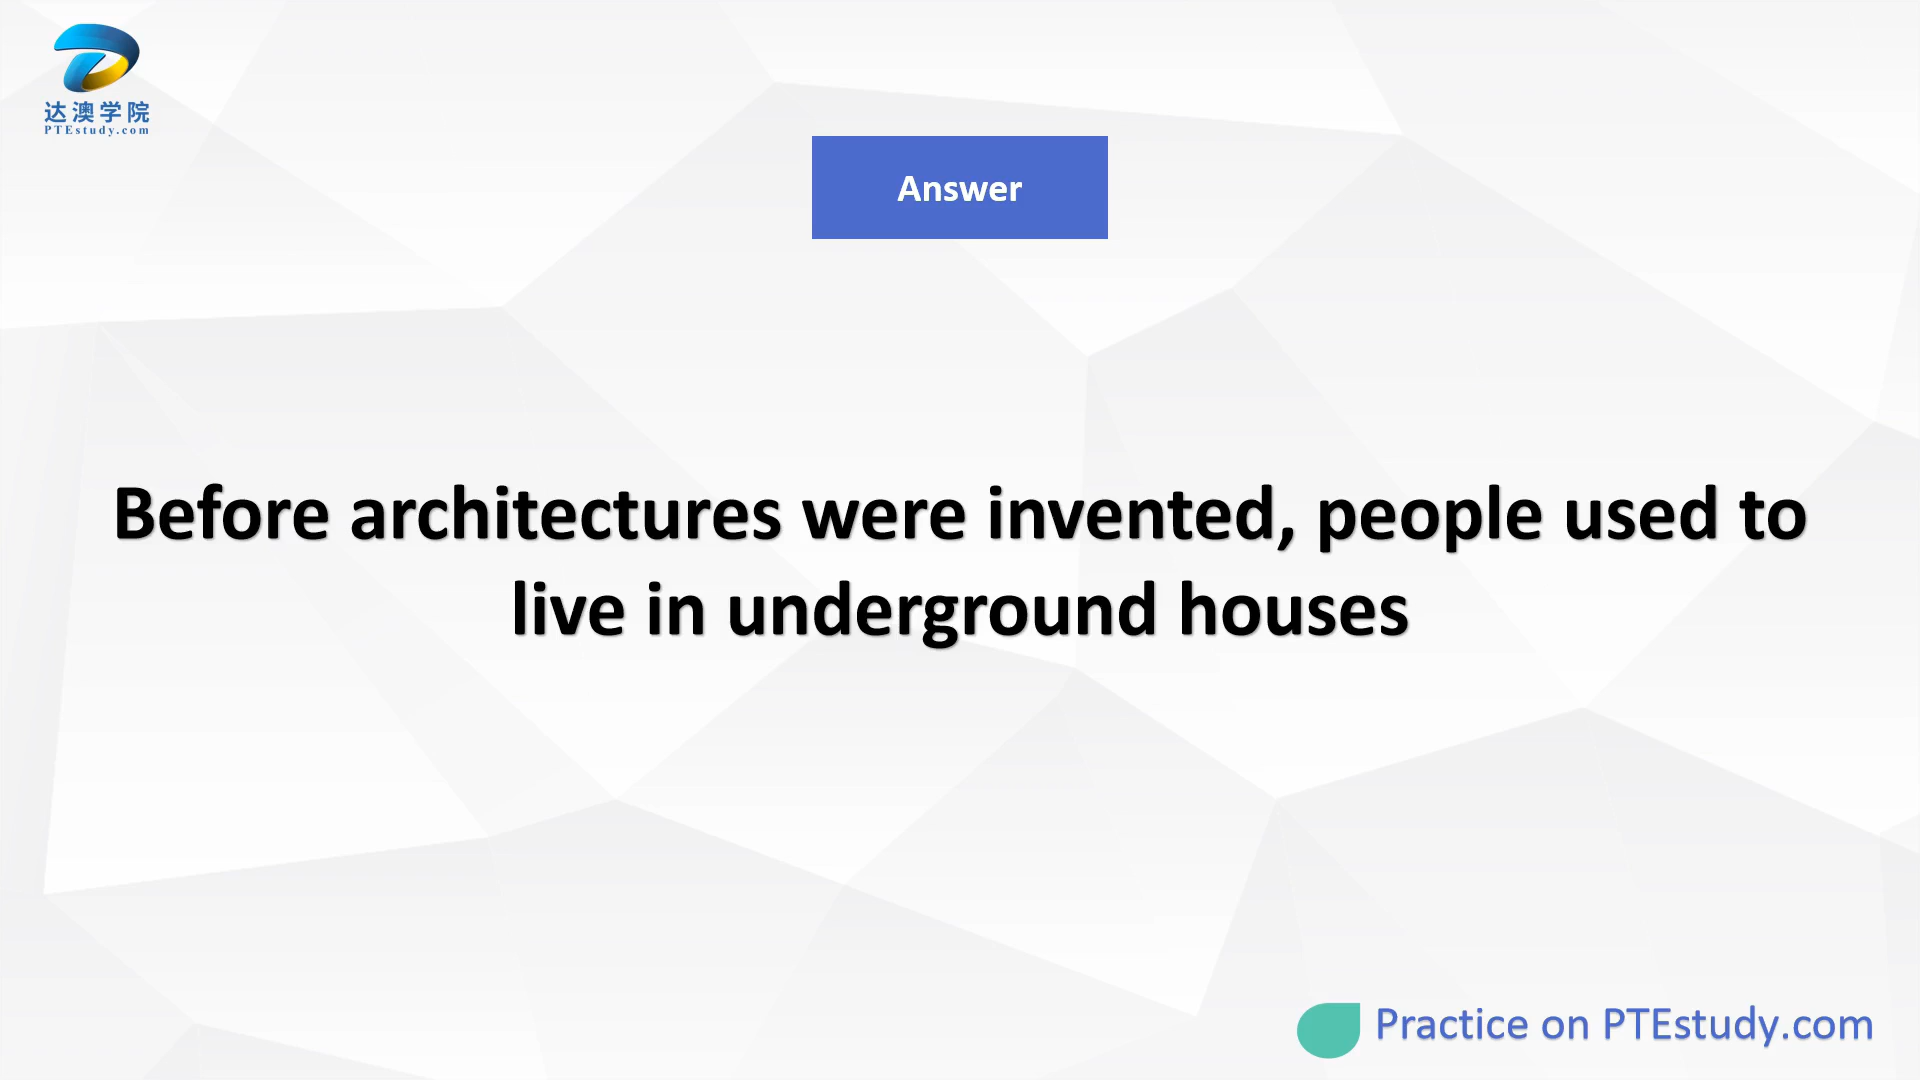 达澳学院
PTEstudy.com
Answer
Before architectures were invented, people used to
live in underground houses
Practice on PTEstudy.com